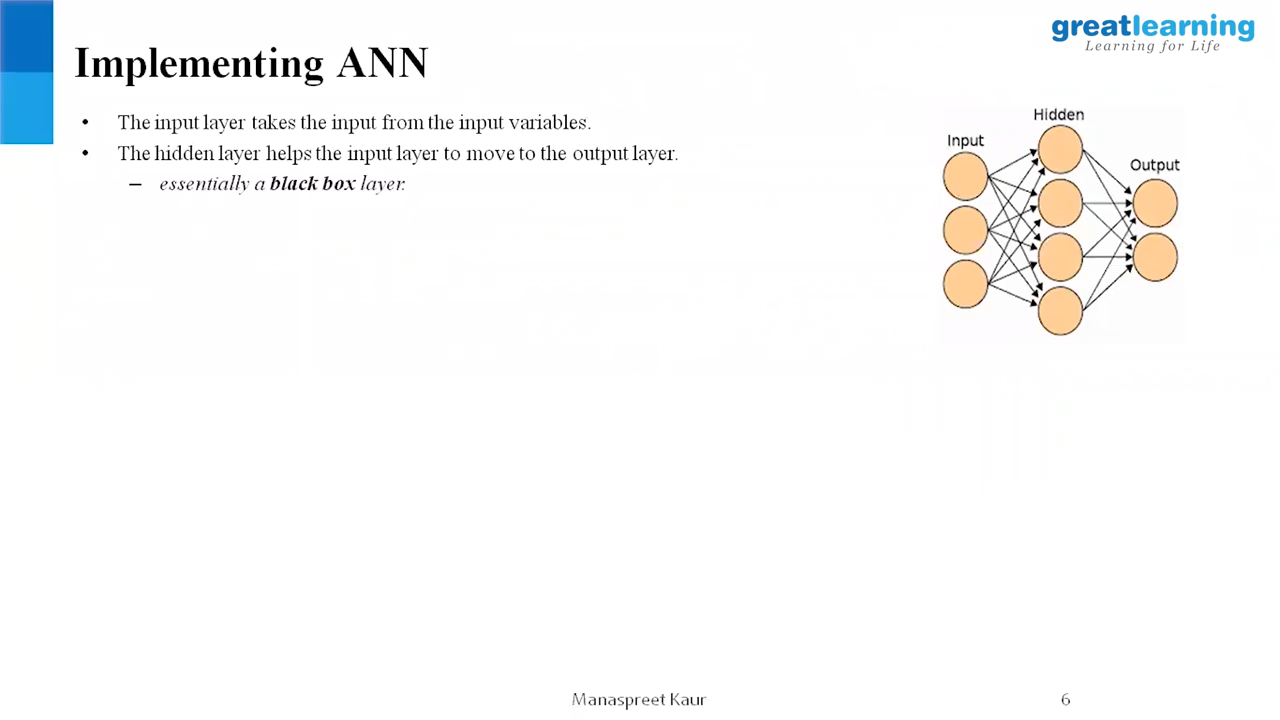 greatlearning
Learning for Life
Implementing ANN
• The input layer takes the input from the input variables.
• The hidden layer helps the input layer to move to the output layer.
– essentially a black box layer.
Hidden
Input
Output
Manaspreet Kaur
6